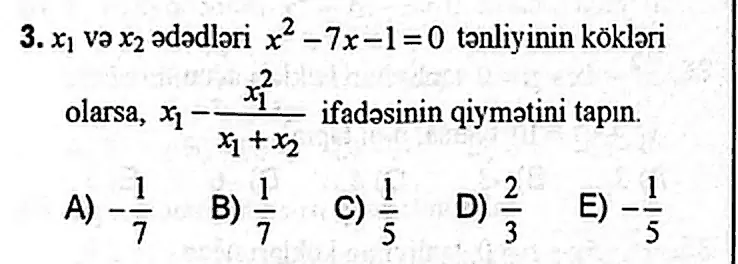 3. x₁ və x₂ ədədləri x² − 7x − 1 = 0 tənliyinin kökləri
olarsa, x₁ − x₁²/(x₁ + x₂) ifadəsinin qiymətini tapın.
A) −1/7 B) 1/7 C) 1/5 D) 2/3 E) −1/5